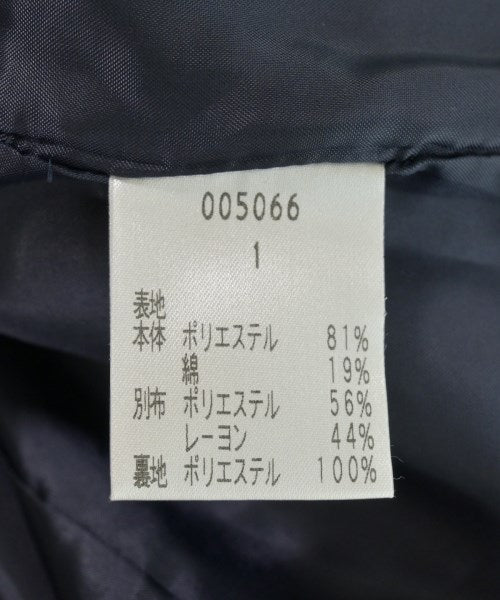 005066
1
表地
本体 ポリエステル 81%
綿 19%
別布 ポリエステル 56%
レーヨン 44%
裏地 ポリエステル 100%